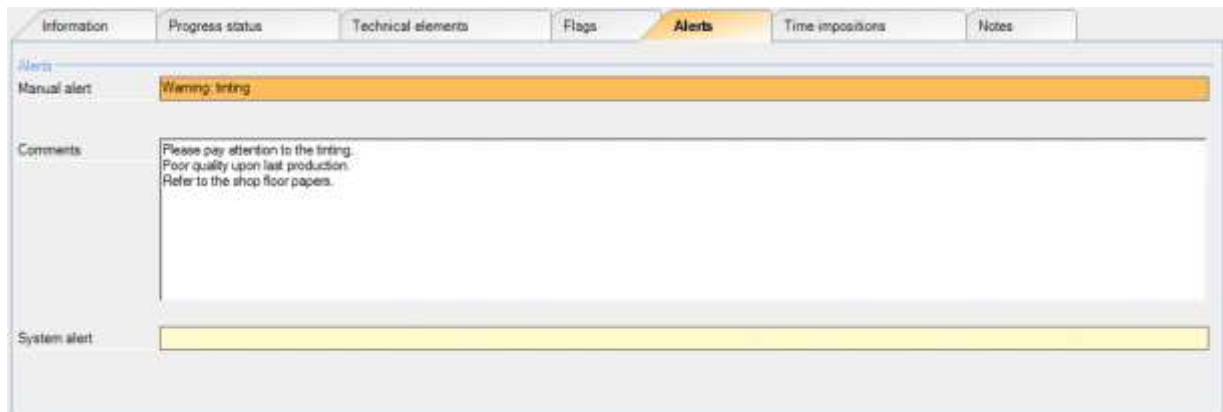 Information Progress status Technical elements Flags Alerts Time impositions Notes
Alerts
Manual alert Warning: tinting
Comments Please pay attention to the tinting.
Poor quality upon last production.
Refer to the shop floor papers.
System alert